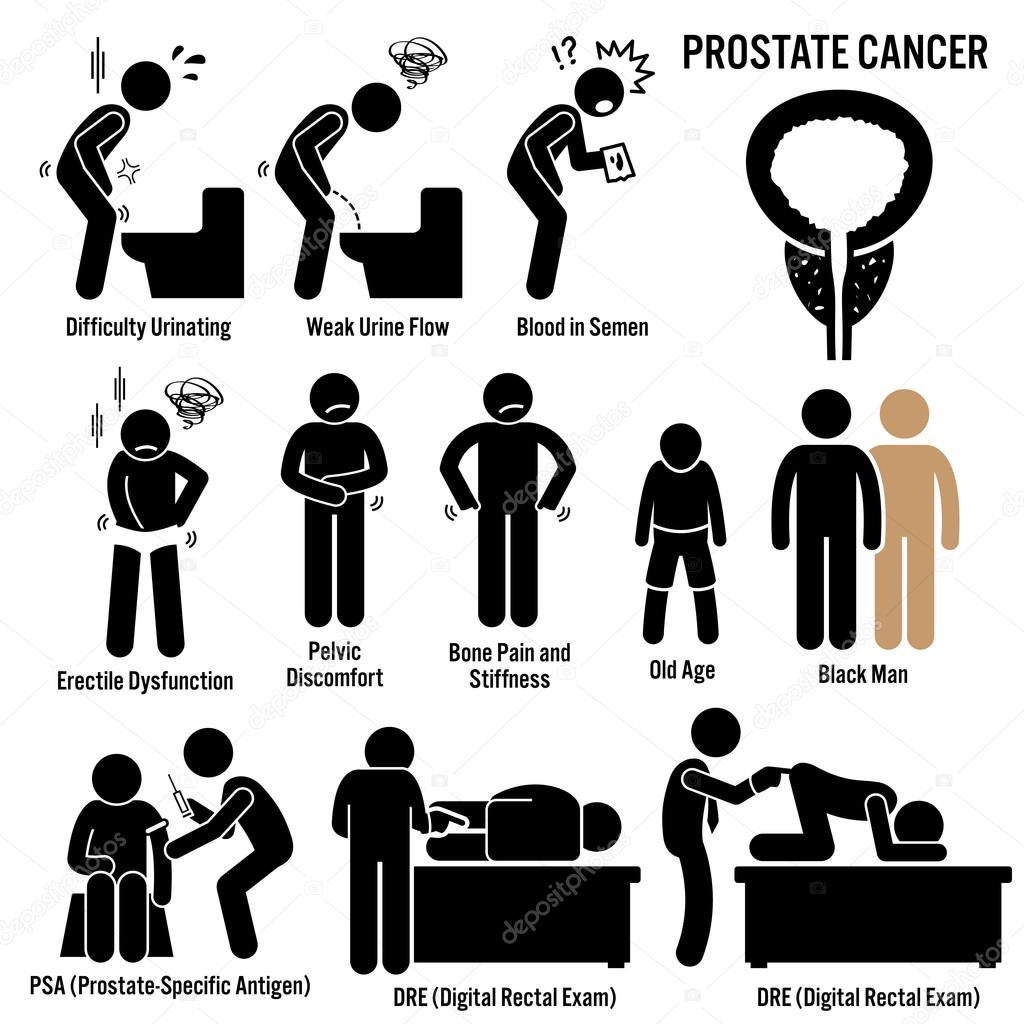 PROSTATE CANCER
!?
Difficulty Urinating
Weak Urine Flow
Blood in Semen
Erectile Dysfunction
Pelvic
Discomfort
Bone Pain and
Stiffness
Old Age
Black Man
PSA (Prostate-Specific Antigen)
DRE (Digital Rectal Exam)
DRE (Digital Rectal Exam)
depositphotos